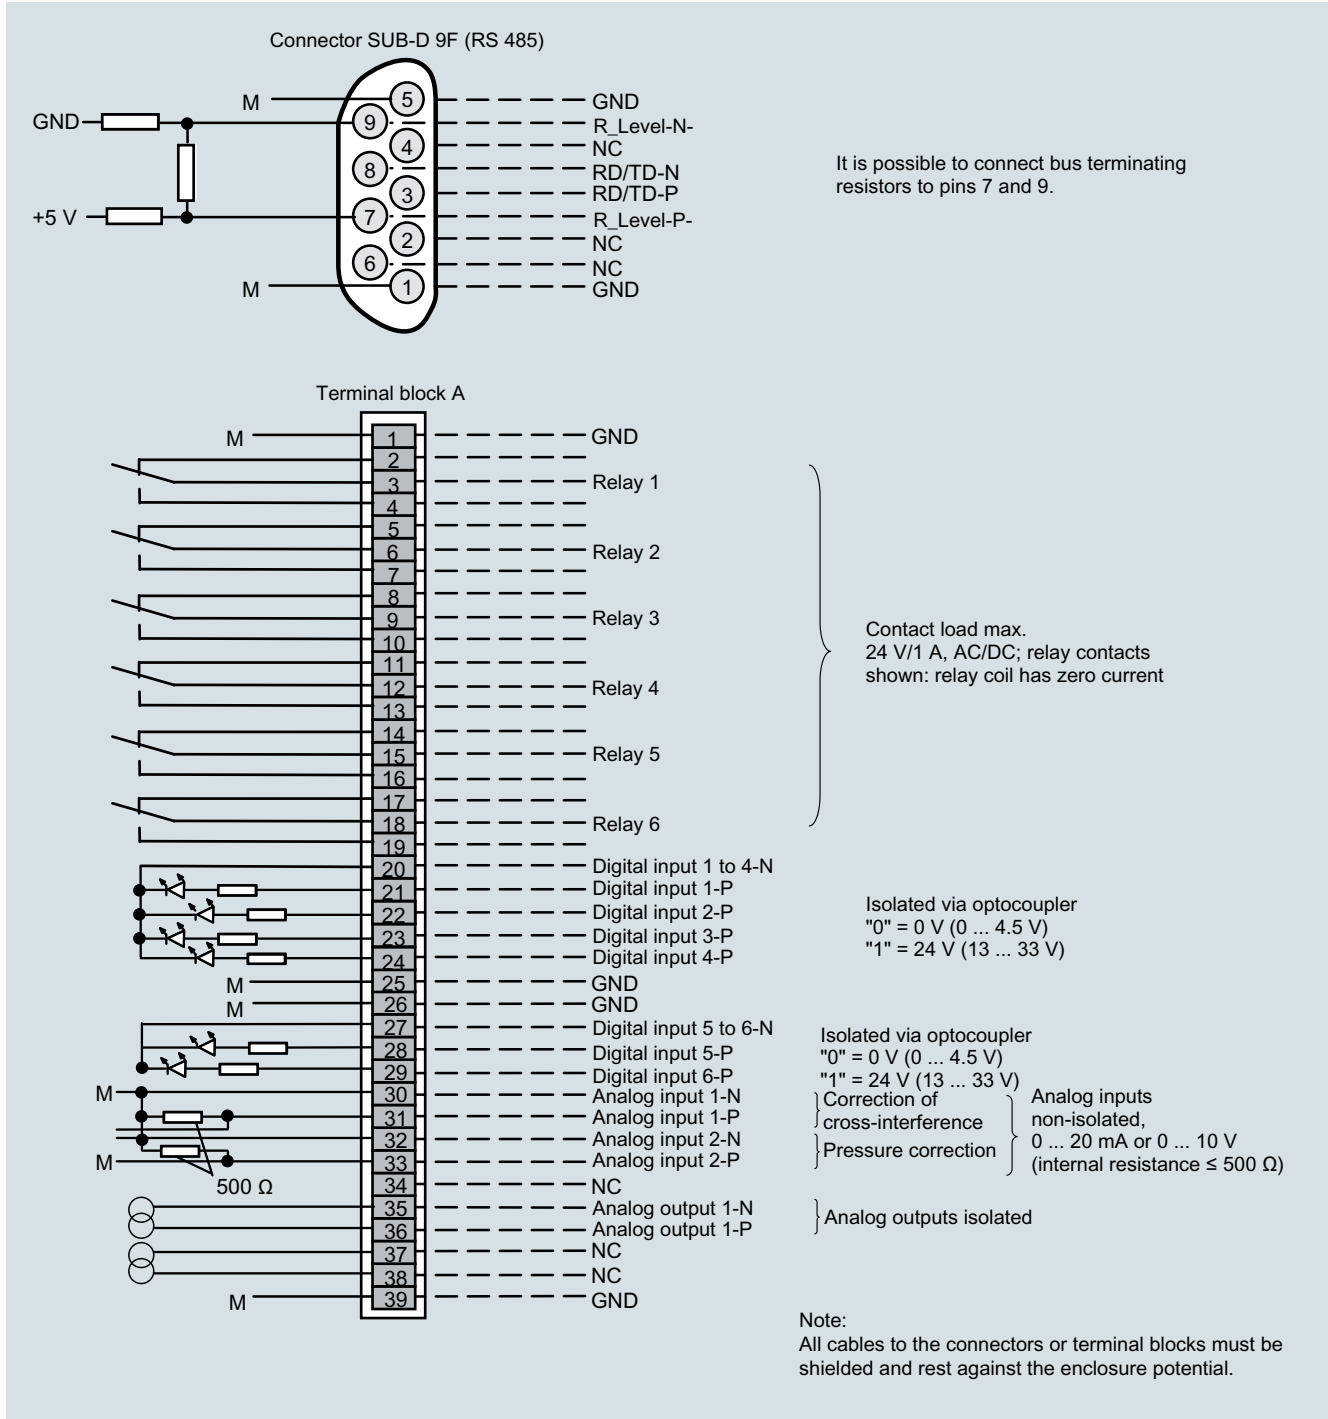 Connector SUB-D 9F (RS 485)
M
5
GND
GND
9
R_Level-N-
4
NC
8
RD/TD-N
3
RD/TD-P
+5 V
7
R_Level-P-
2
NC
6
NC
M
1
GND
It is possible to connect bus terminating
resistors to pins 7 and 9.
Terminal block A
M
1
GND
2
3
Relay 1
4
5
6
Relay 2
7
8
9
Relay 3
10
11
12
Relay 4
13
14
15
Relay 5
16
17
18
Relay 6
19
Contact load max.
24 V/1 A, AC/DC; relay contacts
shown: relay coil has zero current
20
Digital input 1 to 4-N
21
Digital input 1-P
22
Digital input 2-P
23
Digital input 3-P
24
Digital input 4-P
Isolated via optocoupler
"0" = 0 V (0 ... 4.5 V)
"1" = 24 V (13 ... 33 V)
M
25
GND
M
26
GND
27
Digital input 5 to 6-N
28
Digital input 5-P
29
Digital input 6-P
Isolated via optocoupler
"0" = 0 V (0 ... 4.5 V)
"1" = 24 V (13 ... 33 V)
M
30
Analog input 1-N
31
Analog input 1-P
32
Analog input 2-N
M
33
Analog input 2-P
500 Ω
Correction of
cross-interference
Pressure correction
Analog inputs
non-isolated,
0 ... 20 mA or 0 ... 10 V
(internal resistance ≤ 500 Ω)
34
NC
35
Analog output 1-N
36
Analog output 1-P
Analog outputs isolated
37
NC
38
NC
M
39
GND
Note:
All cables to the connectors or terminal blocks must be
shielded and rest against the enclosure potential.